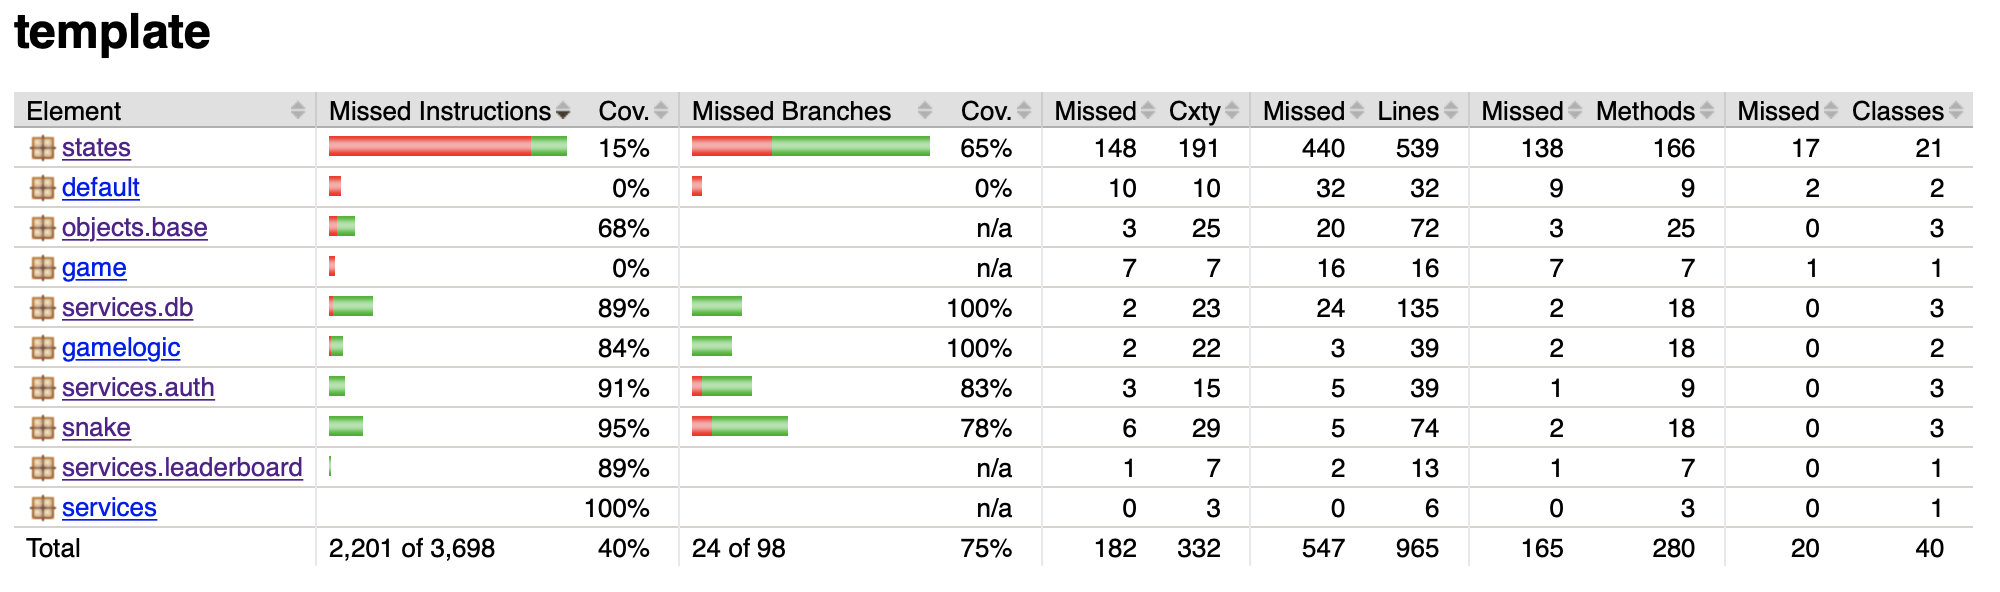 template
Element Missed Instructions Cov. Missed Branches Cov. Missed Cxty Missed Lines Missed Methods Missed Classes
states 15% 65% 148 191 440 539 138 166 17 21
default 0% 0% 10 10 32 32 9 9 2 2
objects.base 68% n/a 3 25 20 72 3 25 0 3
game 0% n/a 7 7 16 16 7 7 1 1
services.db 89% 100% 2 23 24 135 2 18 0 3
gamelogic 84% 100% 2 22 3 39 2 18 0 2
services.auth 91% 83% 3 15 5 39 1 9 0 3
snake 95% 78% 6 29 5 74 2 18 0 3
services.leaderboard 89% n/a 1 7 2 13 1 7 0 1
services 100% n/a 0 3 0 6 0 3 0 1
Total 2,201 of 3,698 40% 24 of 98 75% 182 332 547 965 165 280 20 40